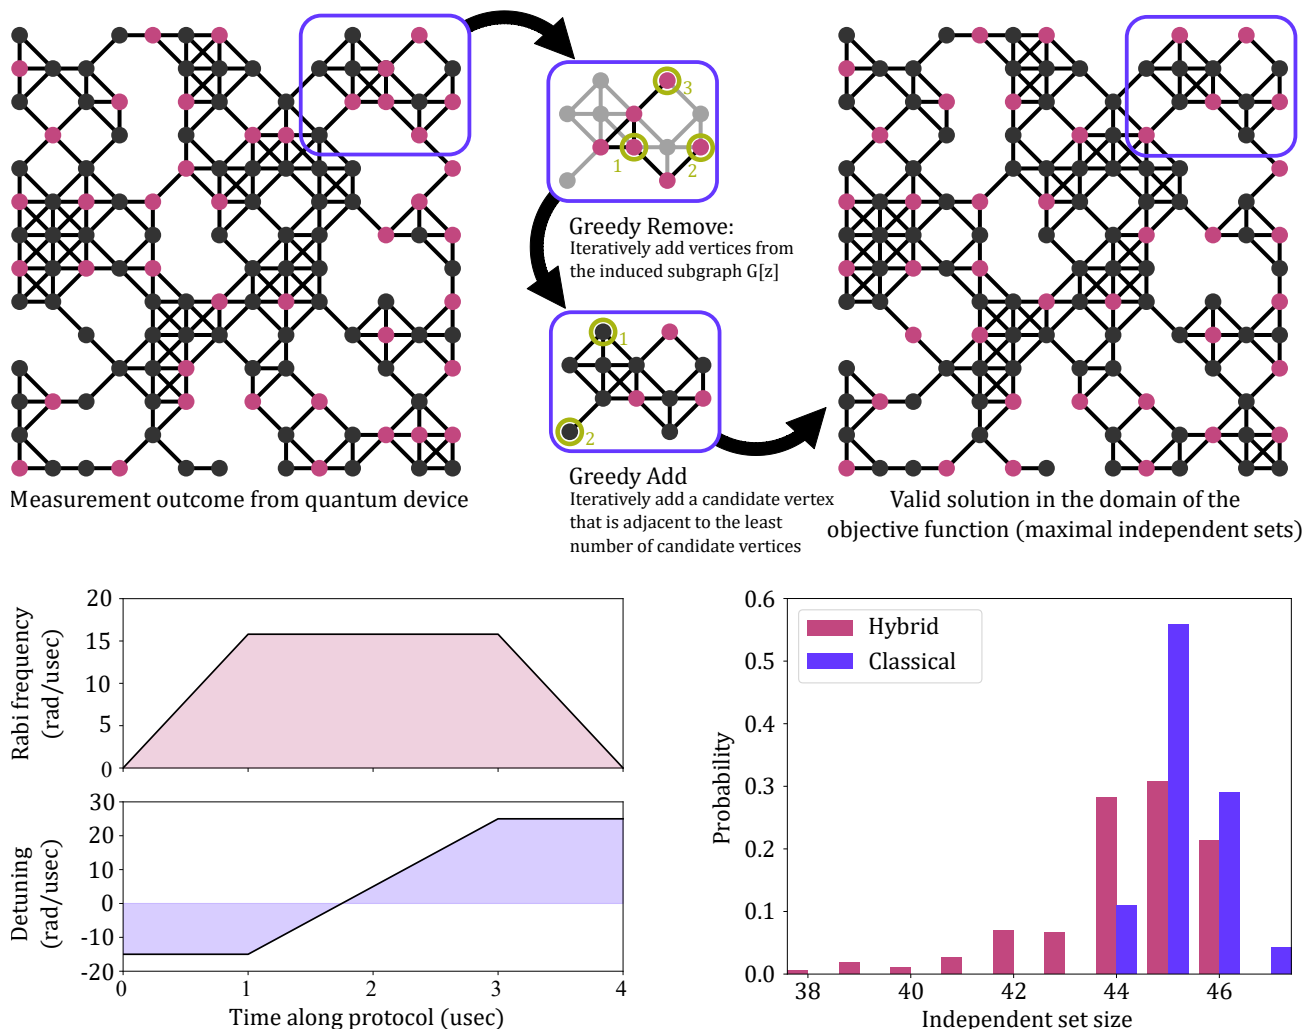 3
1
2
Greedy Remove:
Iteratively add vertices from
the induced subgraph G[z]
1
2
Greedy Add
Iteratively add a candidate vertex
that is adjacent to the least
number of candidate vertices
Measurement outcome from quantum device
Valid solution in the domain of the
objective function (maximal independent sets)
Rabi frequency
(rad/usec)
20
15
10
5
0
Detuning
(rad/usec)
30
20
10
0
-10
-20
0 1 2 3 4
Time along protocol (usec)
Probability
0.6
0.5
0.4
0.3
0.2
0.1
0.0
Hybrid
Classical
38 40 42 44 46
Independent set size